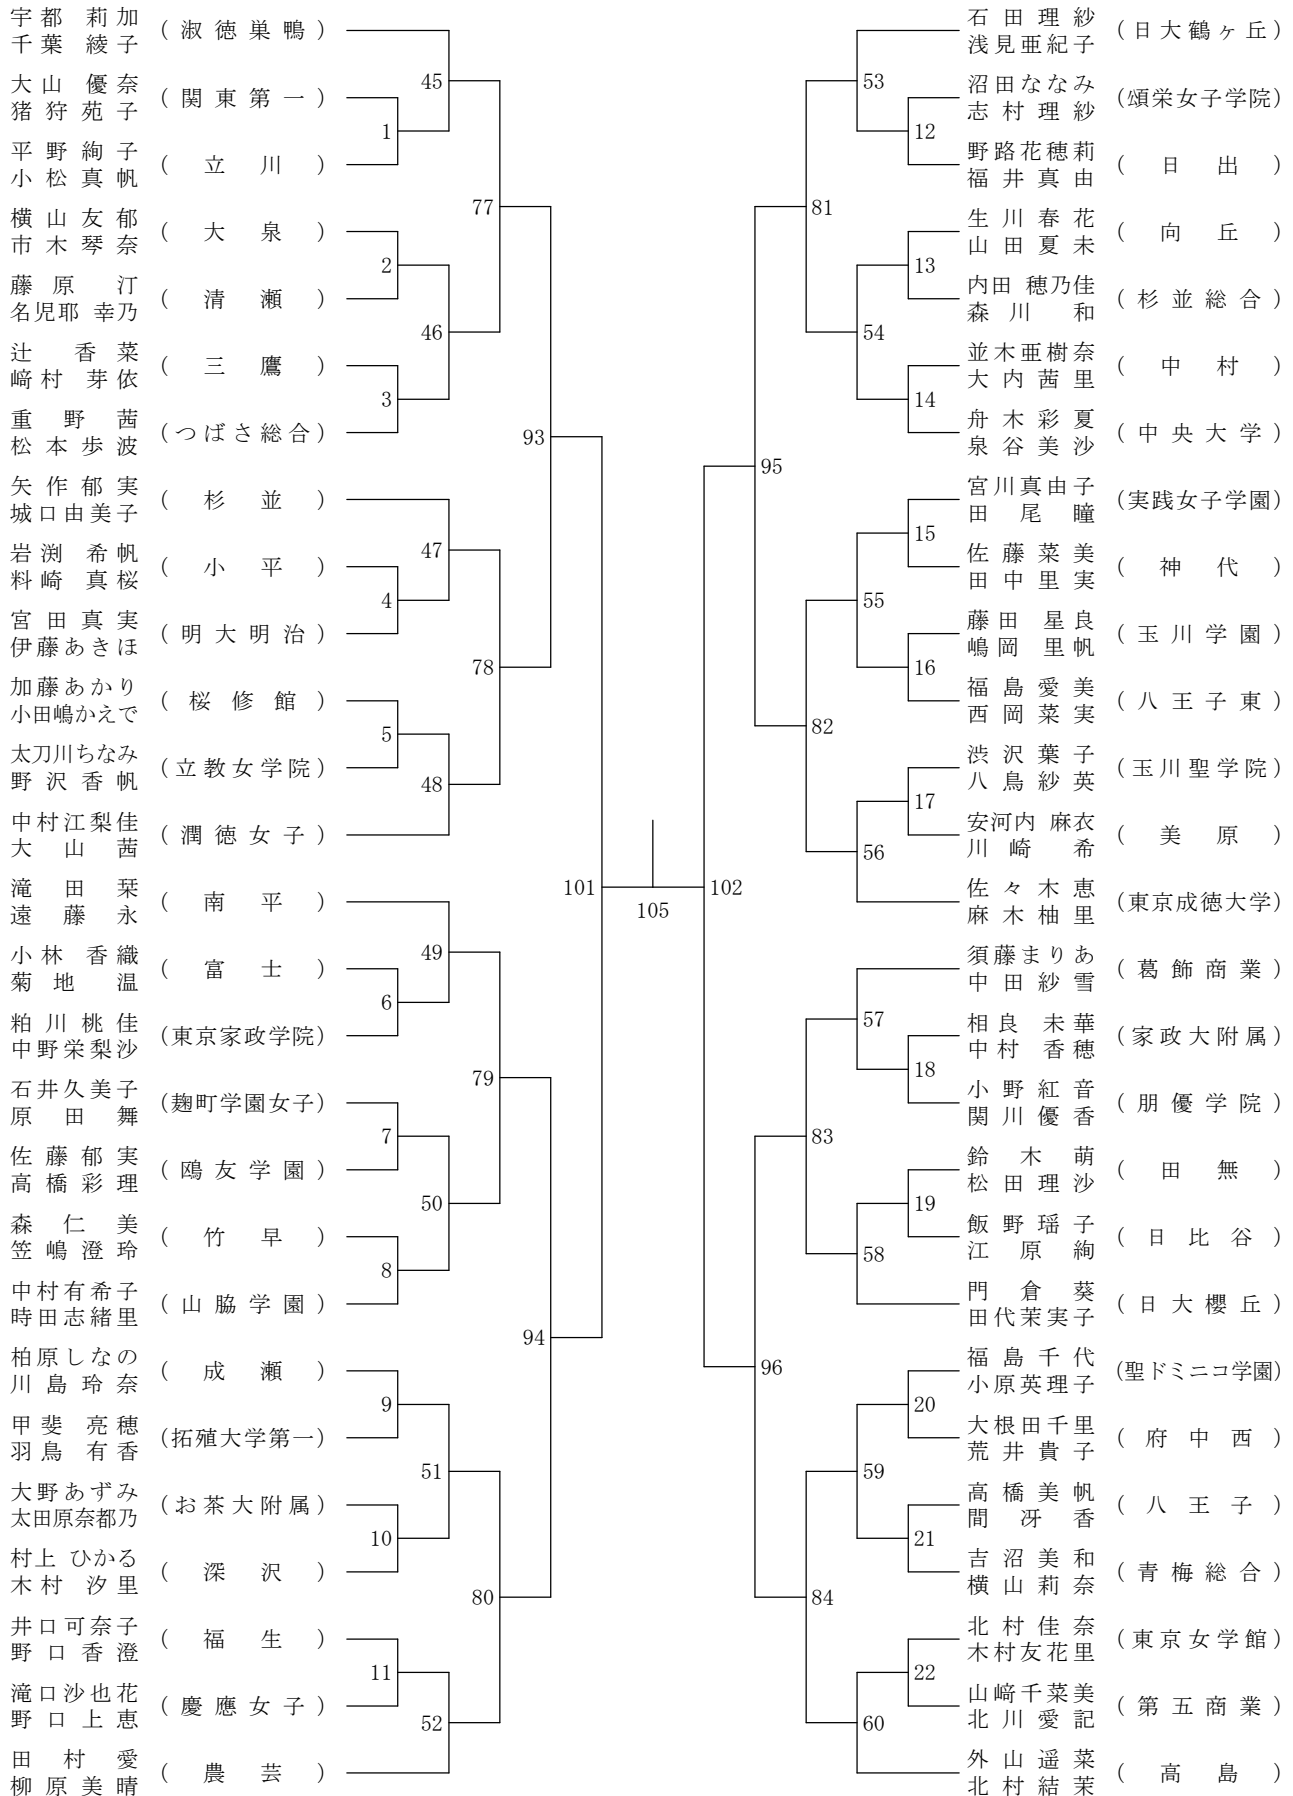 宇都 莉加
千葉 綾子
(淑徳巣鴨)
大山 優奈
猪狩苑子
(関東第一)
平野絢子
小松真帆
(立川)
横山友郁
市木琴奈
(大泉)
藤原 汀
名児耶 幸乃
(清瀬)
辻 香菜
﨑村 芽依
(三鷹)
重野 茜
松本歩波
(つばさ総合)
矢作郁実
城口由美子
(杉並)
岩渕 希帆
料崎 真桜
(小平)
宮田真実
伊藤あきほ
(明大明治)
加藤あかり
小田嶋かえで
(桜修館)
太刀川ちなみ
野沢香帆
(立教女学院)
中村江梨佳
大山 茜
(潤徳女子)
滝田 栞
遠藤 永
(南平)
小林 香織
菊地 温
(富士)
粕川桃佳
中野栄梨沙
(東京家政学院)
石井久美子
原田 舞
(麹町学園女子)
佐藤郁実
高橋彩理
(鴎友学園)
森 仁美
笠嶋澄玲
(竹早)
中村有希子
時田志緒里
(山脇学園)
柏原しなの
川島玲奈
(成瀬)
甲斐 亮穂
羽鳥 有香
(拓殖大学第一)
大野あずみ
太田原奈都乃
(お茶大附属)
村上 ひかる
木村 汐里
(深沢)
井口可奈子
野口香澄
(福生)
滝口沙也花
野口上恵
(慶應女子)
田村 愛
柳原美晴
(農芸)
1
2
3
4
5
6
7
8
9
10
11
45
46
47
48
49
50
51
52
77
78
79
80
93
94
101
105
102
95
96
81
82
83
84
53
54
55
56
57
58
59
60
12
13
14
15
16
17
18
19
20
21
22
石田理紗
浅見亜紀子
(日大鶴ヶ丘)
沼田ななみ
志村理紗
(頌栄女子学院)
野路花穂莉
福井真由
(日出)
生川春花
山田夏未
(向丘)
内田 穂乃佳
森川 和
(杉並総合)
並木亜樹奈
大内茜里
(中村)
舟木彩夏
泉谷美沙
(中央大学)
宮川真由子
田尾 瞳
(実践女子学園)
佐藤菜美
田中里実
(神代)
藤田 星良
嶋岡 里帆
(玉川学園)
福島愛美
西岡菜実
(八王子東)
渋沢葉子
八鳥紗英
(玉川聖学院)
安河内 麻衣
川崎 希
(美原)
佐々木恵
麻木柚里
(東京成徳大学)
須藤まりあ
中田紗雪
(葛飾商業)
相良 未華
中村 香穂
(家政大附属)
小野紅音
関川優香
(朋優学院)
鈴木 萌
松田理沙
(田無)
飯野瑶子
江原 絢
(日比谷)
門倉 葵
田代茉実子
(日大櫻丘)
福島千代
小原英理子
(聖ドミニコ学園)
大根田千里
荒井貴子
(府中西)
高橋美帆
間 冴香
(八王子)
吉沼美和
横山莉奈
(青梅総合)
北村佳奈
木村友花里
(東京女学館)
山﨑千菜美
北川愛記
(第五商業)
外山遥菜
北村結茉
(高島)